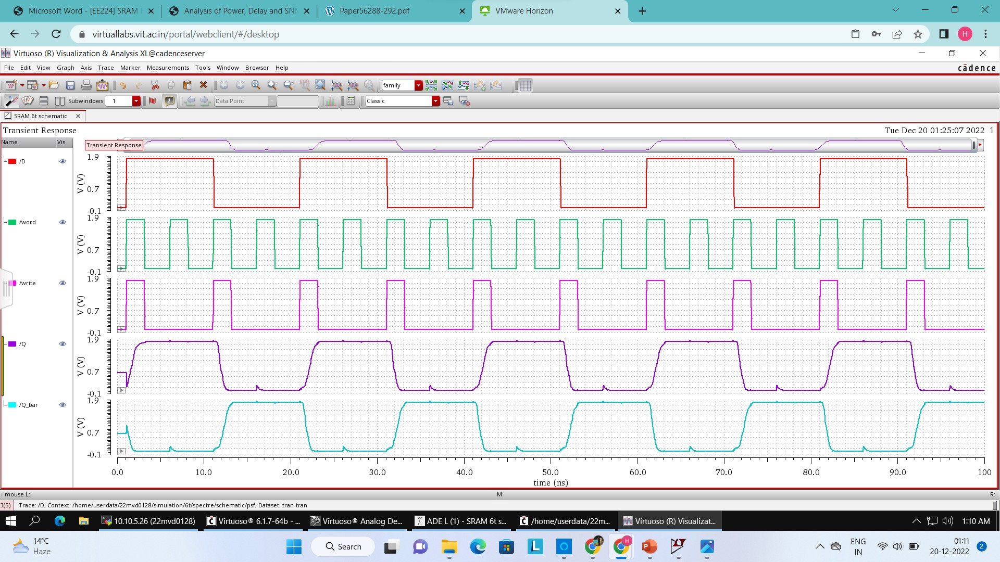 Microsoft Word - [EE224] SRAM
Analysis of Power, Delay and SNM
Paper56288-292.pdf
VMware Horizon
virtuallabs.vit.ac.in/portal/webclient/#/desktop
H
Virtuoso (R) Visualization & Analysis XL@cadenceserver
File Edit View Graph Axis Trace Marker Measurements Tools Window Browser Help
cādence
family
Subwindows: 1
Data Point
Classic
SRAM 6t schematic
Transient Response
Tue Dec 20 01:25:07 2022 1
Name Vis
Transient Response
/D
1.9
V (V)
0.7
-0.1
/word
1.9
V (V)
0.7
-0.1
/write
1.9
V (V)
0.7
-0.1
/Q
1.9
V (V)
0.7
-0.1
/Q_bar
1.9
V (V)
0.7
-0.1
0.0 10.0 20.0 30.0 40.0 50.0 60.0 70.0 80.0 90.0 100
time (ns)
mouse L: M: R:
3(5) Trace: /D; Context: /home/userdata/22mvd0128/simulation/6t/spectre/schematic/psf; Dataset: tran-tran
10.10.5.26 (22mvd0128)
Virtuoso® 6.1.7-64b - ...
Virtuoso® Analog De...
ADE L (1) - SRAM 6t s...
/home/userdata/22m...
Virtuoso (R) Visualizat...
1:10 AM
14°C
Haze
Search
ENG
IN
01:11
20-12-2022
2